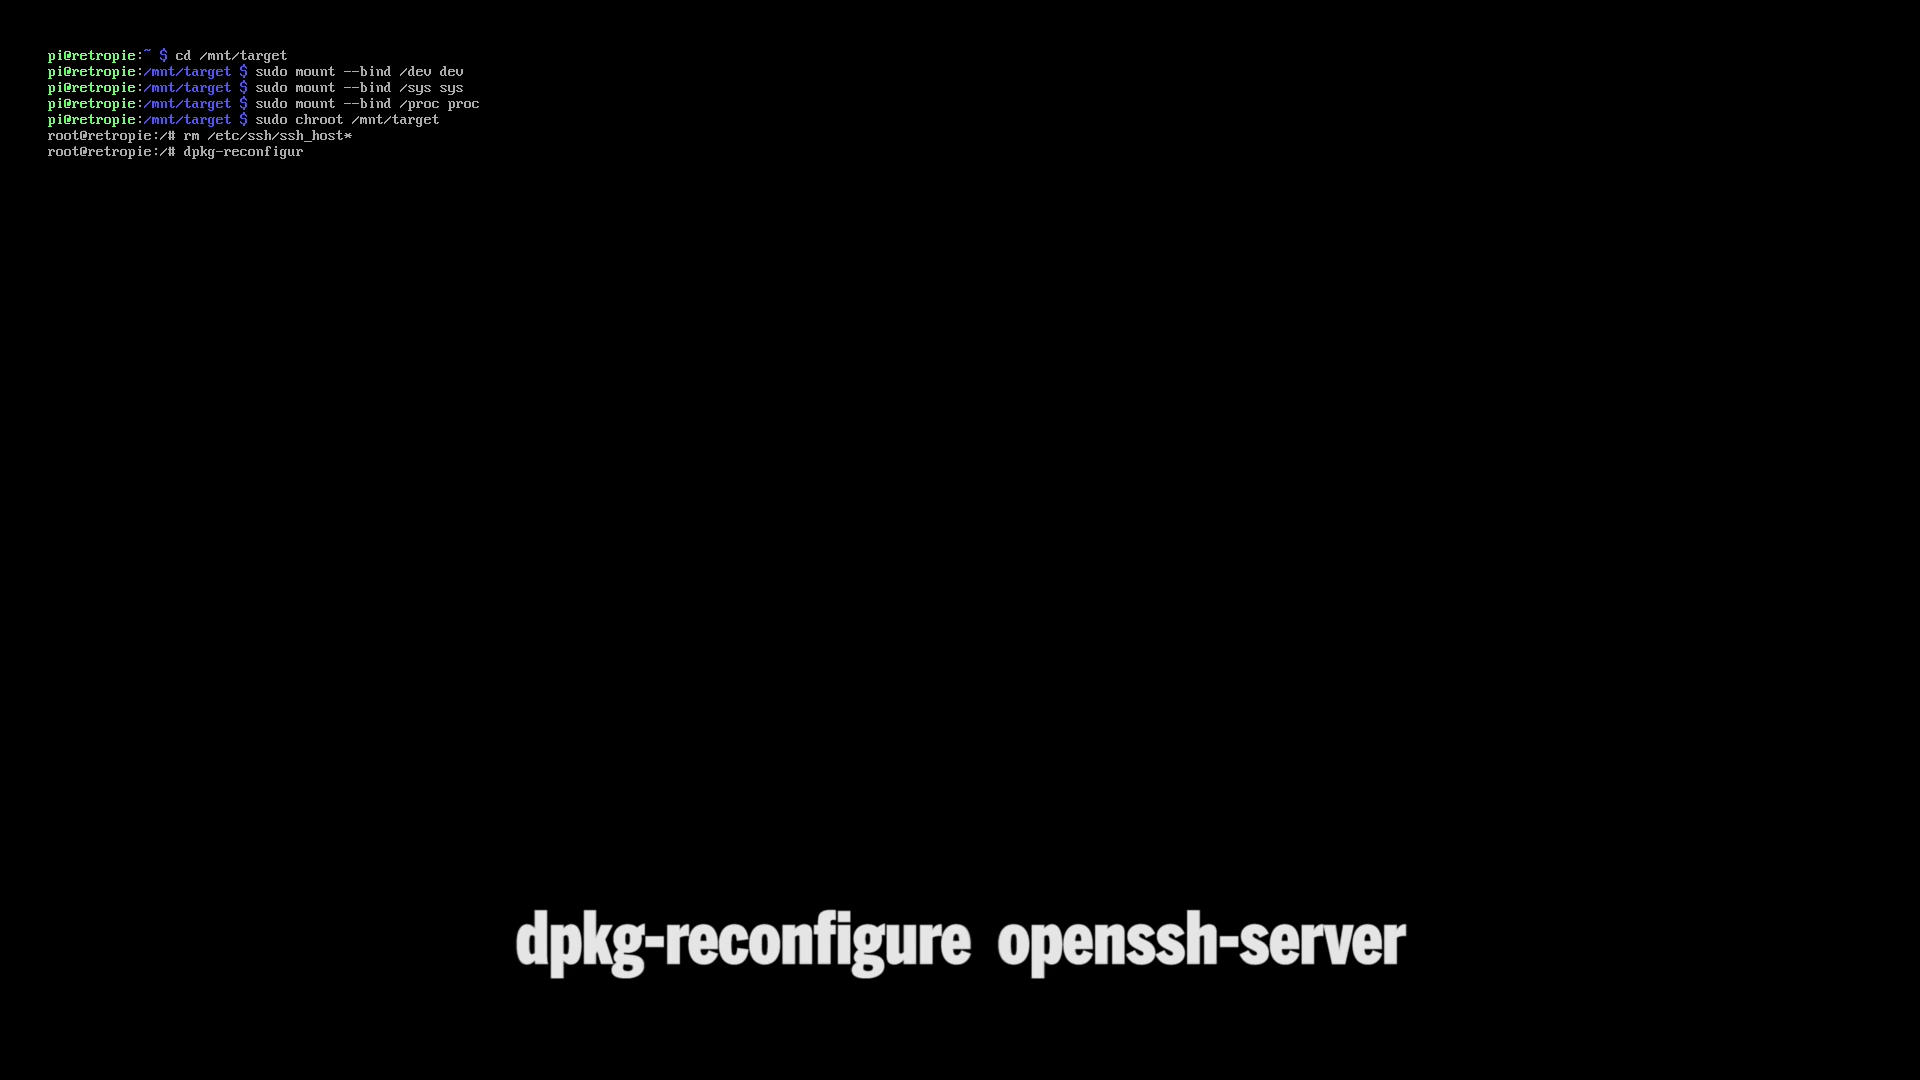 pi@retropie:~ $ cd /mnt/target
pi@retropie:/mnt/target $ sudo mount --bind /dev dev
pi@retropie:/mnt/target $ sudo mount --bind /sys sys
pi@retropie:/mnt/target $ sudo mount --bind /proc proc
pi@retropie:/mnt/target $ sudo chroot /mnt/target
root@retropie:/# rm /etc/ssh/ssh_host*
root@retropie:/# dpkg-reconfigur
dpkg-reconfigure openssh-server